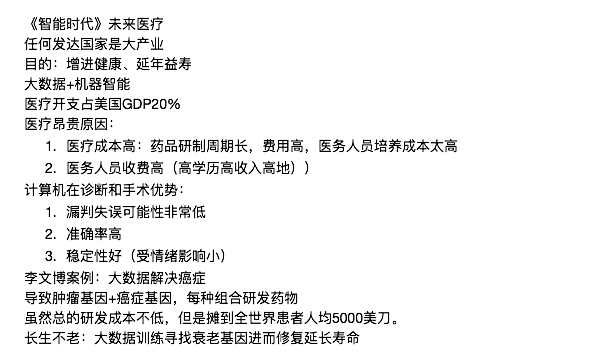 《智能时代》未来医疗
任何发达国家是大产业
目的：增进健康、延年益寿
大数据+机器智能
医疗开支占美国GDP20%
医疗昂贵原因：
1. 医疗成本高：药品研制周期长，费用高，医务人员培养成本太高
2. 医务人员收费高（高学历高收入高地））
计算机在诊断和手术优势：
1. 漏判失误可能性非常低
2. 准确率高
3. 稳定性好（受情绪影响小）
李文博案例：大数据解决癌症
导致肿瘤基因+癌症基因，每种组合研发药物
虽然总的研发成本不低，但是摊到全世界患者人均5000美刀。
长生不老：大数据训练寻找衰老基因进而修复延长寿命